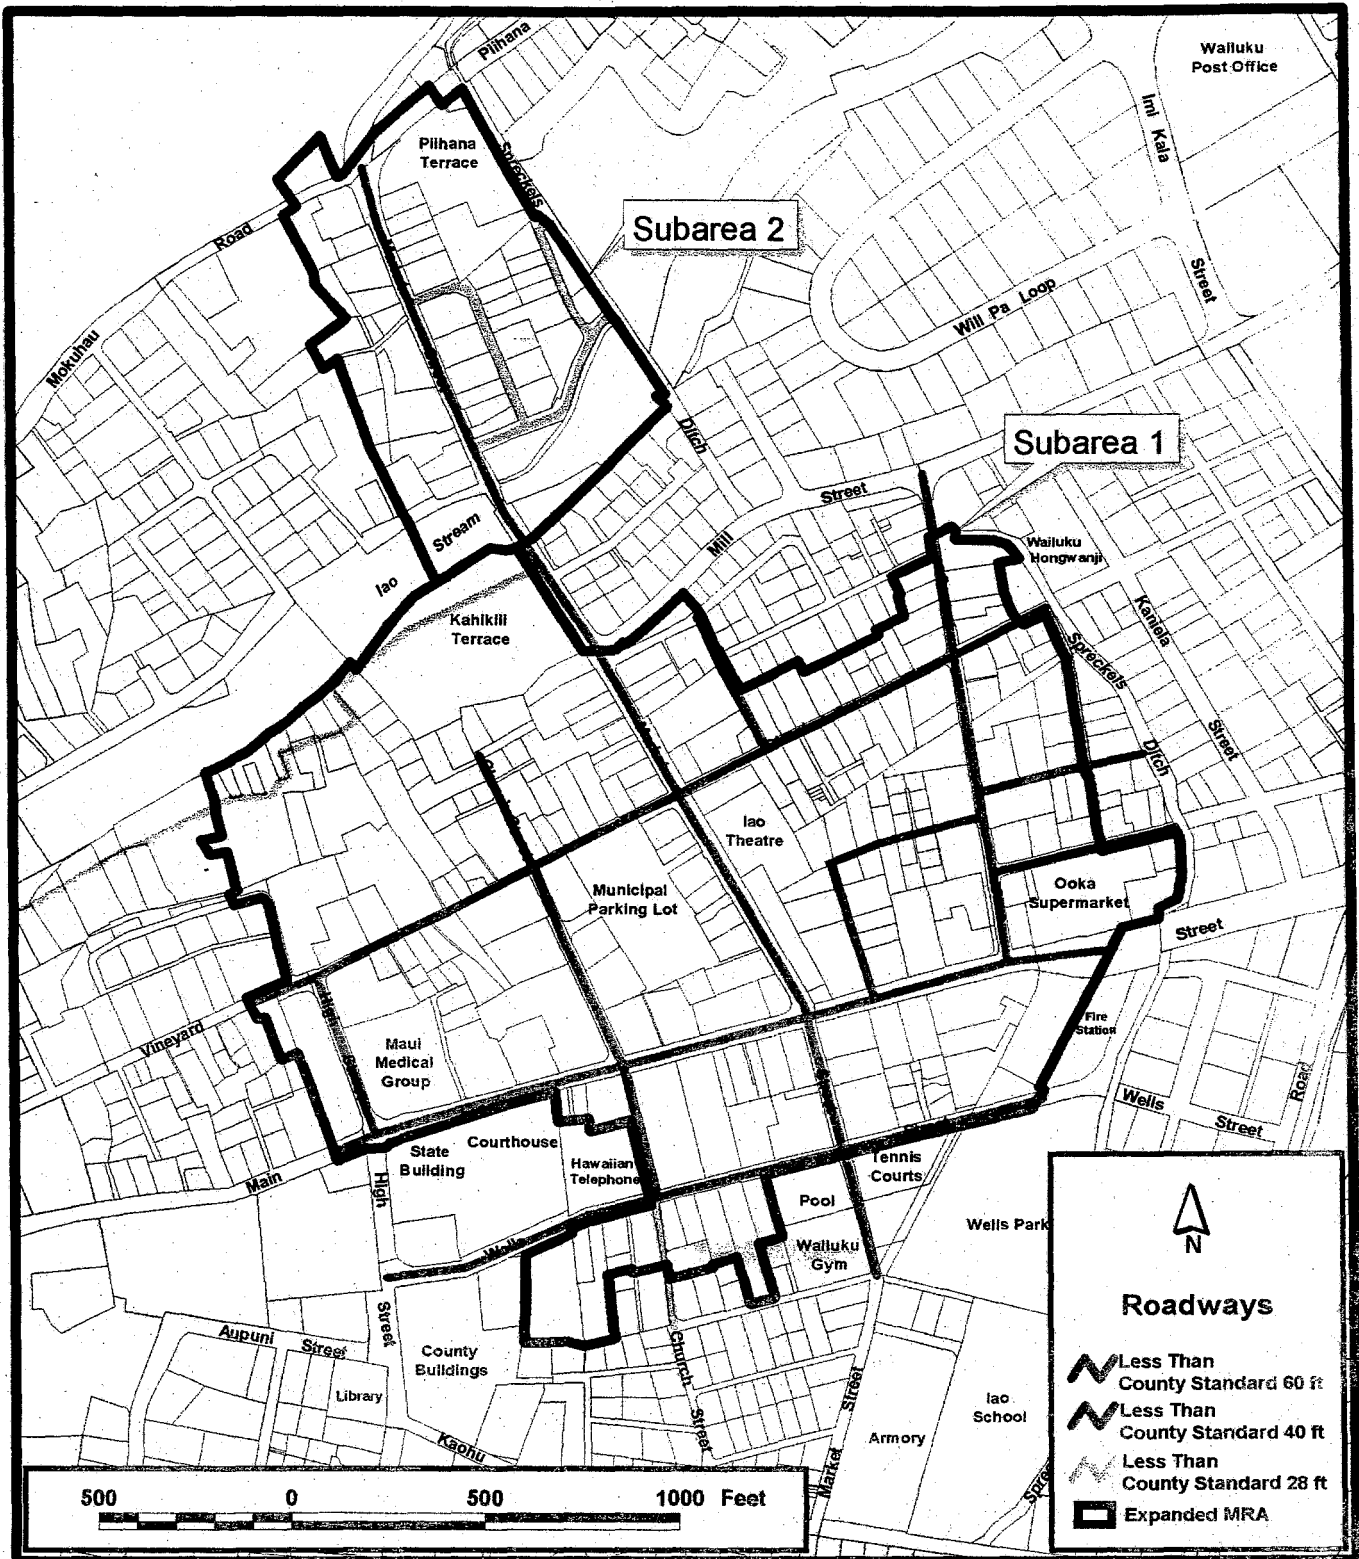 Piihana
Wailuku
Post Office
Imi Kala
Street
Piihana
Terrace
Spreckels
Subarea 2
Road
Mokuhau
Will Pa Loop
Ditch
Subarea 1
Street
Mill
Wailuku
Hongwanji
Stream
Iao
Kahikili
Terrace
Kaniela
Street
Spreckels
Ditch
Iao
Theatre
Municipal
Parking Lot
Ooka
Supermarket
Street
Vineyard
High
Maui
Medical
Group
Fire
Station
Wells
Street
Road
State
Building
Courthouse
Hawaiian
Telephone
Tennis
Courts
Main
High
Pool
Wells Park
Wailuku
Gym
Wells
Street
Aupuni
Street
County
Buildings
Library
Church
Street
Street
Market
Armory
Iao
School
Kaohu
N
Roadways
Less Than
County Standard 60 ft
Less Than
County Standard 40 ft
Less Than
County Standard 28 ft
Expanded MRA
500 0 500 1000 Feet